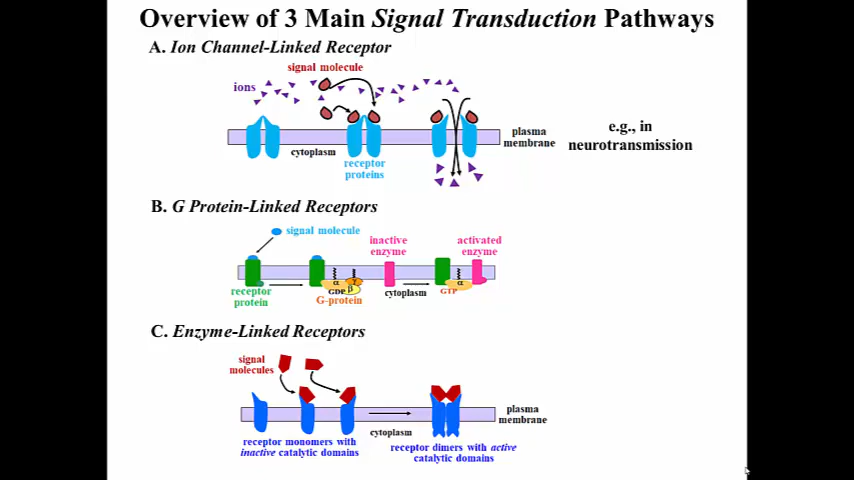 Overview of 3 Main Signal Transduction Pathways
A. Ion Channel-Linked Receptor
signal molecule
ions
cytoplasm
receptor
proteins
plasma
membrane
e.g., in
neurotransmission
B. G Protein-Linked Receptors
signal molecule
inactive
enzyme
activated
enzyme
receptor
protein
α
γ
GDP
β
G-protein
cytoplasm
α
GTP
C. Enzyme-Linked Receptors
signal
molecules
plasma
membrane
cytoplasm
receptor monomers with
inactive catalytic domains
receptor dimers with active
catalytic domains